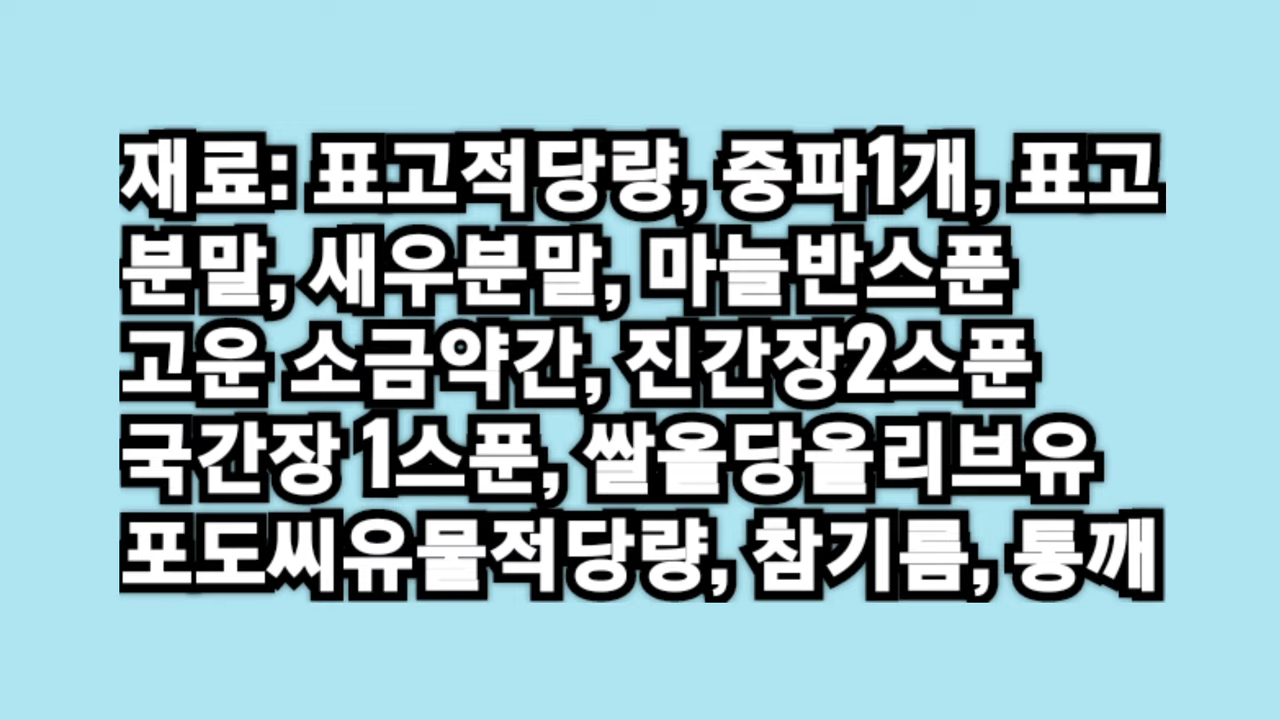 재료: 표고적당량, 중파1개, 표고
분말, 새우분말, 마늘반스푼
고운 소금약간, 진간장2스푼
국간장 1스푼, 쌀올당올리브유
포도씨유물적당량, 참기름, 통깨